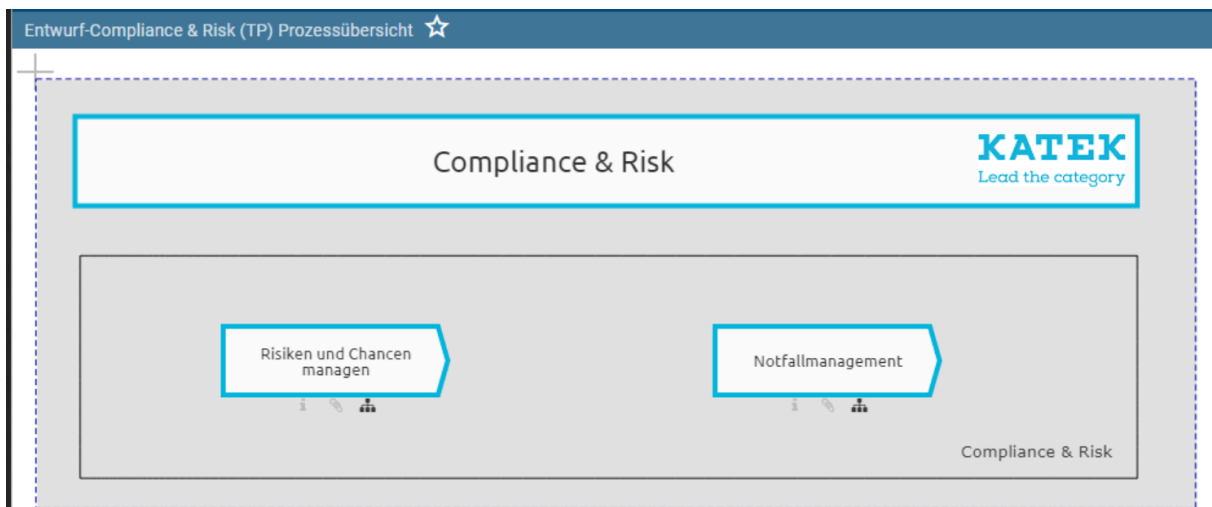 Entwurf-Compliance & Risk (TP) Prozessübersicht
Compliance & Risk
KATEK
Lead the category
Risiken und Chancen
managen
Notfallmanagement
Compliance & Risk